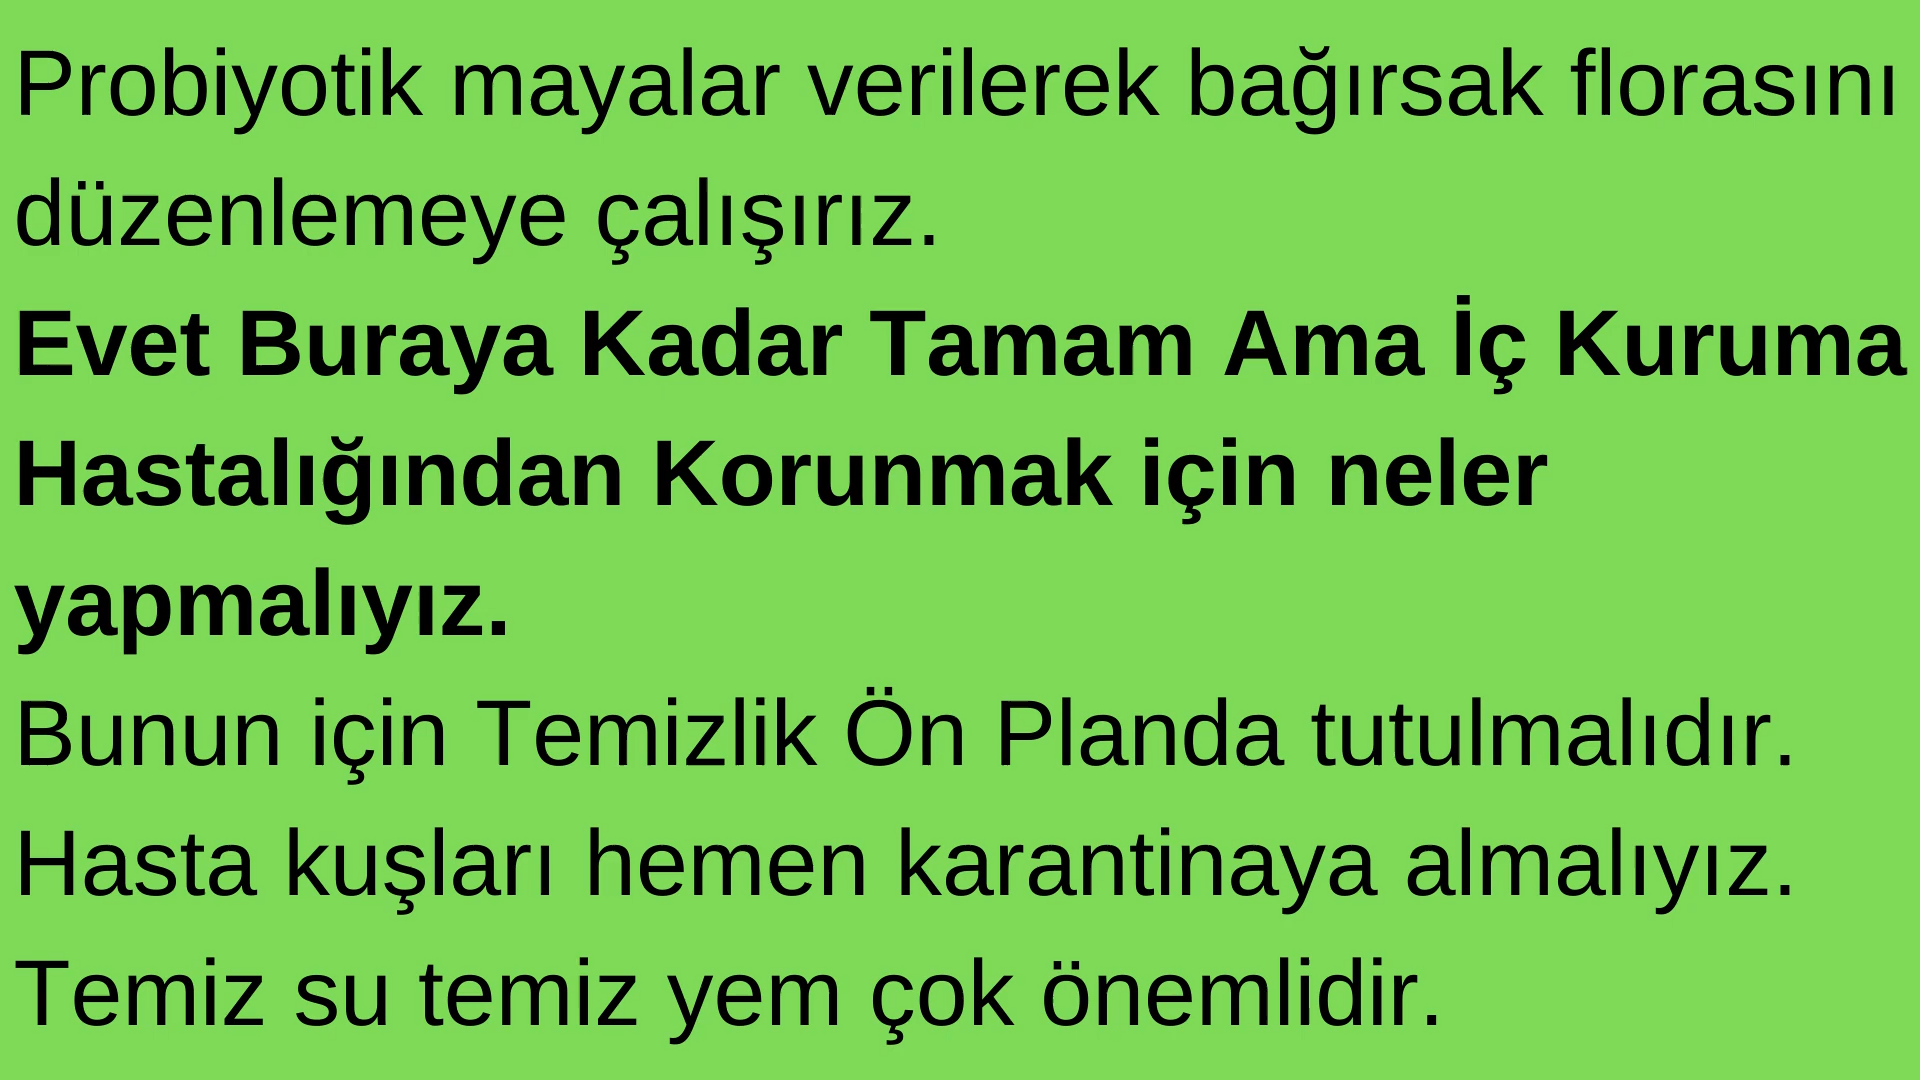 Probiyotik mayalar verilerek bağırsak florasını
düzenlemeye çalışırız.
Evet Buraya Kadar Tamam Ama İç Kuruma
Hastalığından Korunmak için neler
yapmalıyız.
Bunun için Temizlik Ön Planda tutulmalıdır.
Hasta kuşları hemen karantinaya almalıyız.
Temiz su temiz yem çok önemlidir.